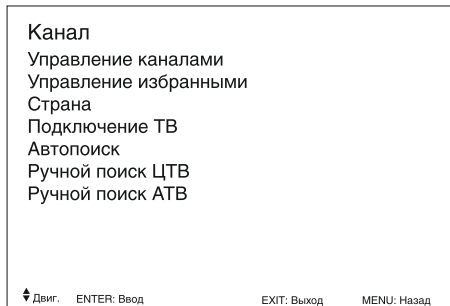 Канал
Управление каналами
Управление избранными
Страна
Подключение ТВ
Автопоиск
Ручной поиск ЦТВ
Ручной поиск АТВ
Двиг. ENTER: Ввод EXIT: Выход MENU: Назад